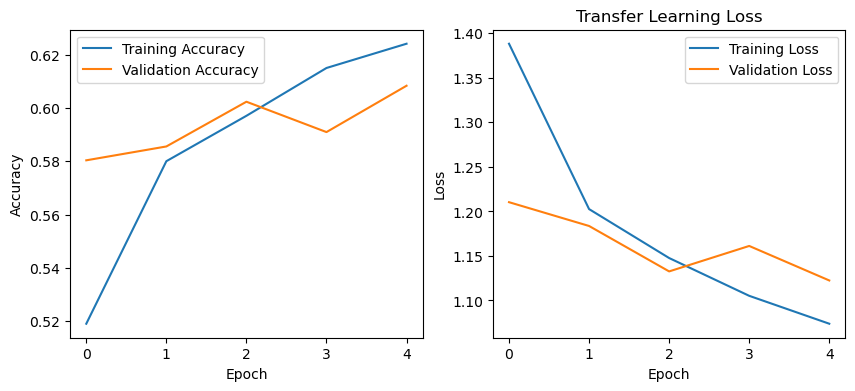 Training Accuracy
Validation Accuracy
0.62
0.60
0.58
0.56
0.54
0.52
Accuracy
0 1 2 3 4
Epoch
Transfer Learning Loss
Training Loss
Validation Loss
1.40
1.35
1.30
1.25
1.20
1.15
1.10
Loss
0 1 2 3 4
Epoch